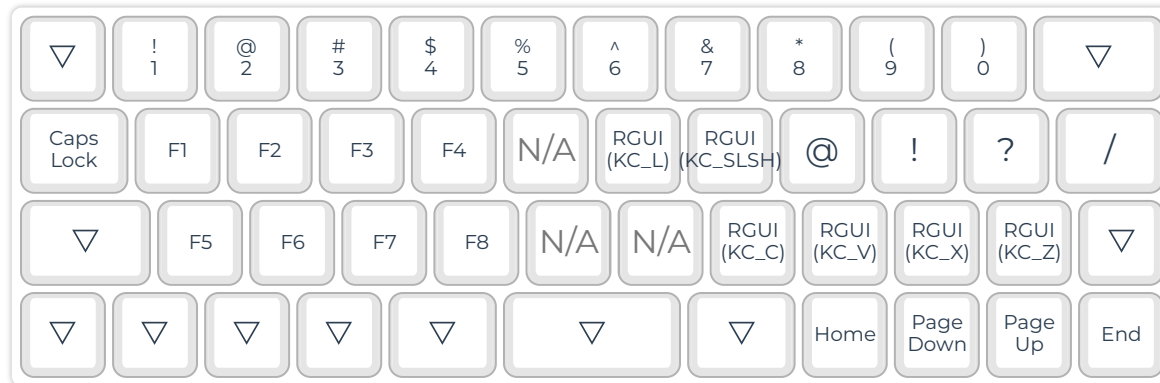 ▽ ! @ # $ % ^ & * ( ) ▽
1 2 3 4 5 6 7 8 9 0
Caps Lock F1 F2 F3 F4 N/A RGUI (KC_L) RGUI (KC_SLSH) @ ! ? /
▽ F5 F6 F7 F8 N/A N/A RGUI (KC_C) RGUI (KC_V) RGUI (KC_X) RGUI (KC_Z) ▽
▽ ▽ ▽ ▽ ▽ ▽ ▽ Home Page Down Page Up End